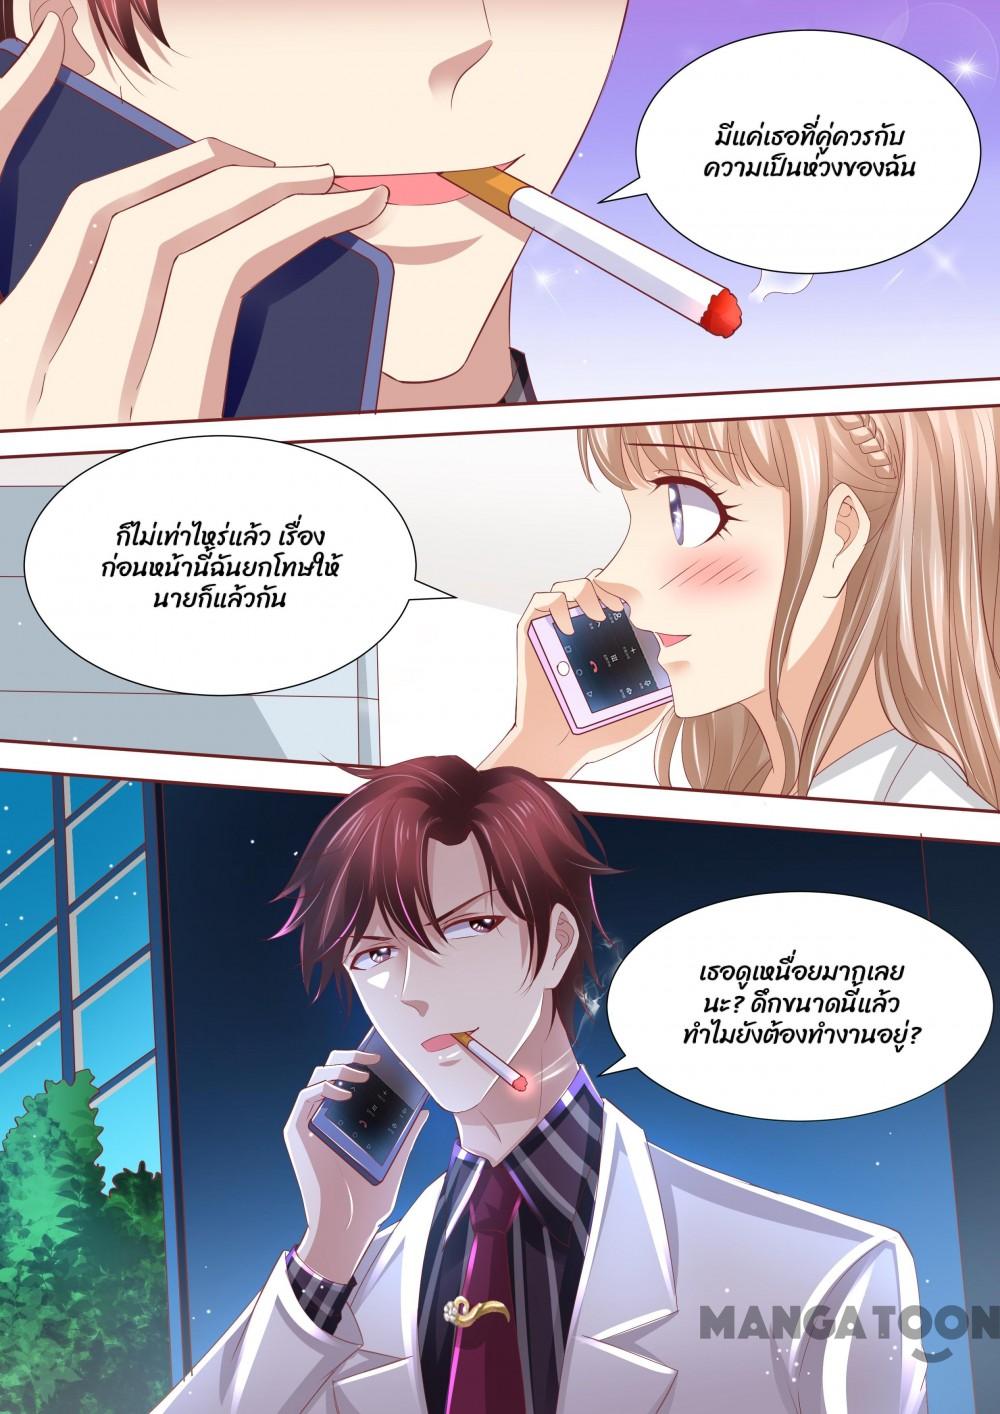 มีแค่เธอที่คู่ควรกับ
ความเป็นห่วงของฉัน
ก็ไม่เท่าไหร่แล้ว เรื่อง
ก่อนหน้านี้ฉันยกโทษให้
นายก็แล้วกัน
เธอดูเหนื่อยมากเลย
นะ? ดึกขนาดนี้แล้ว
ทำไมยังต้องทำงานอยู่?
MANGATOON